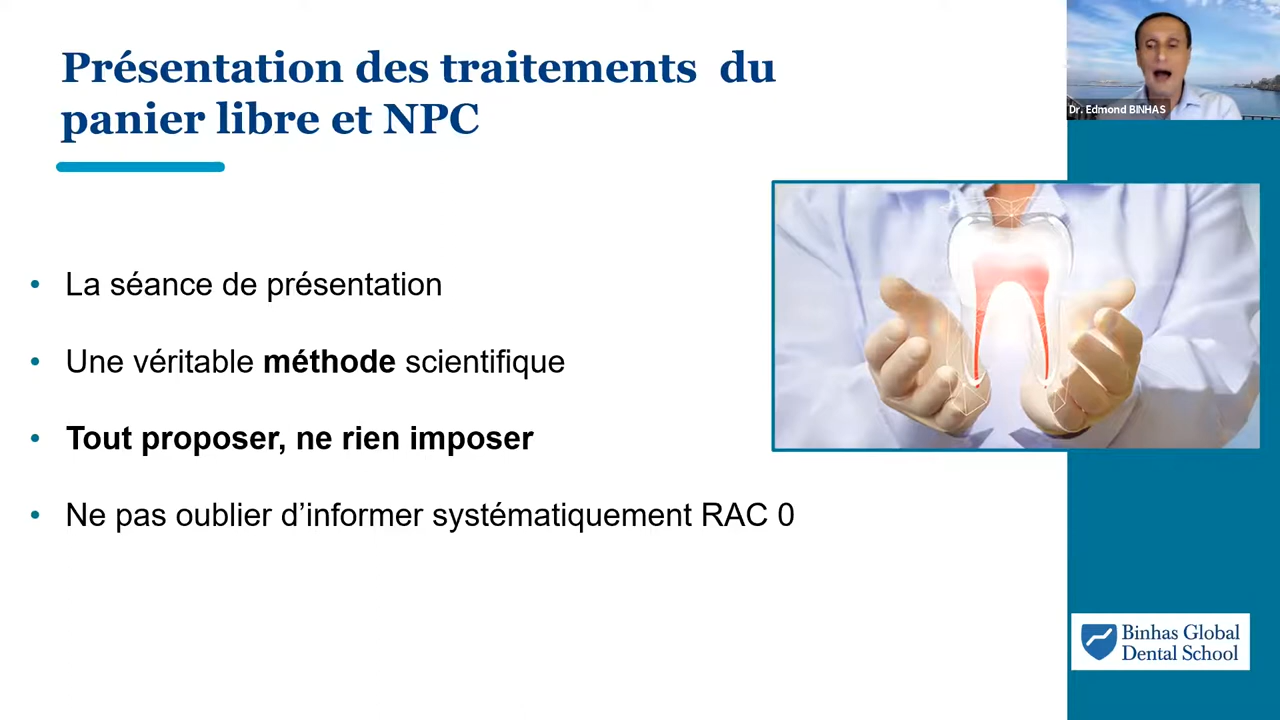 Présentation des traitements du
panier libre et NPC
Dr. Edmond BINHAS
• La séance de présentation
• Une véritable méthode scientifique
• Tout proposer, ne rien imposer
• Ne pas oublier d’informer systématiquement RAC 0
Binhas Global
Dental School